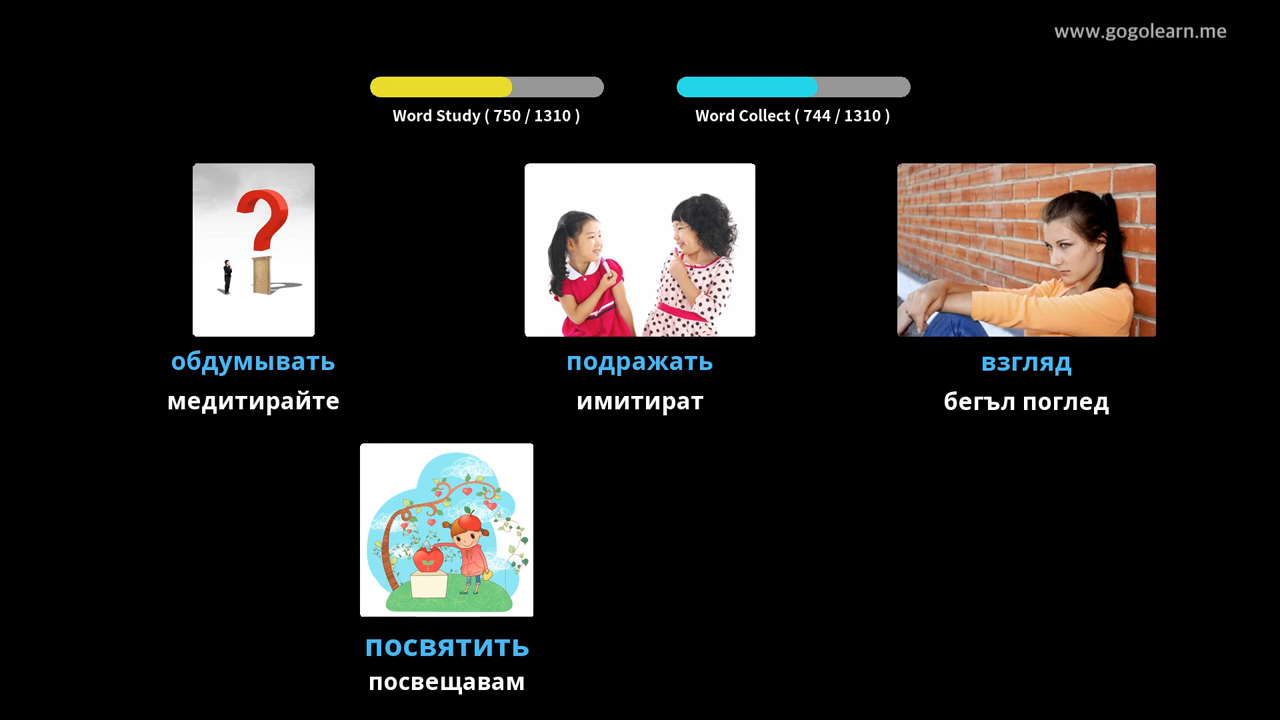 www.gogolearn.me
Word Study ( 750 / 1310 )
Word Collect ( 744 / 1310 )
обдумывать
медитирайте
подражать
имитират
взгляд
бегъл поглед
посвятить
посвещавам